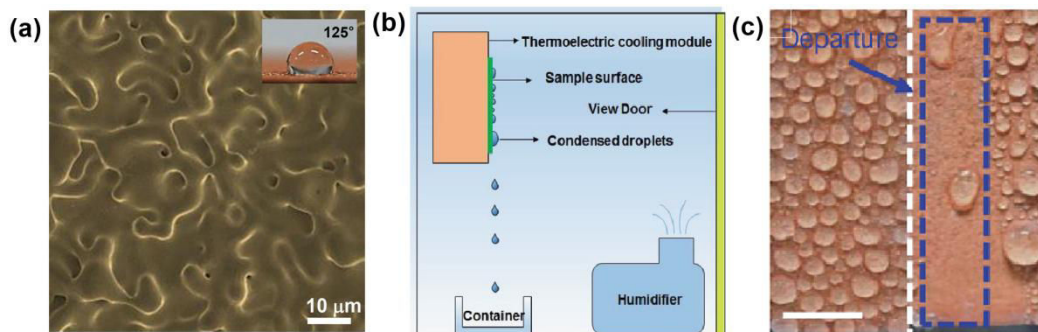 (a)
125°
10 μm
(b)
Thermoelectric cooling module
Sample surface
View Door
Condensed droplets
Container
Humidifier
(c)
Departure